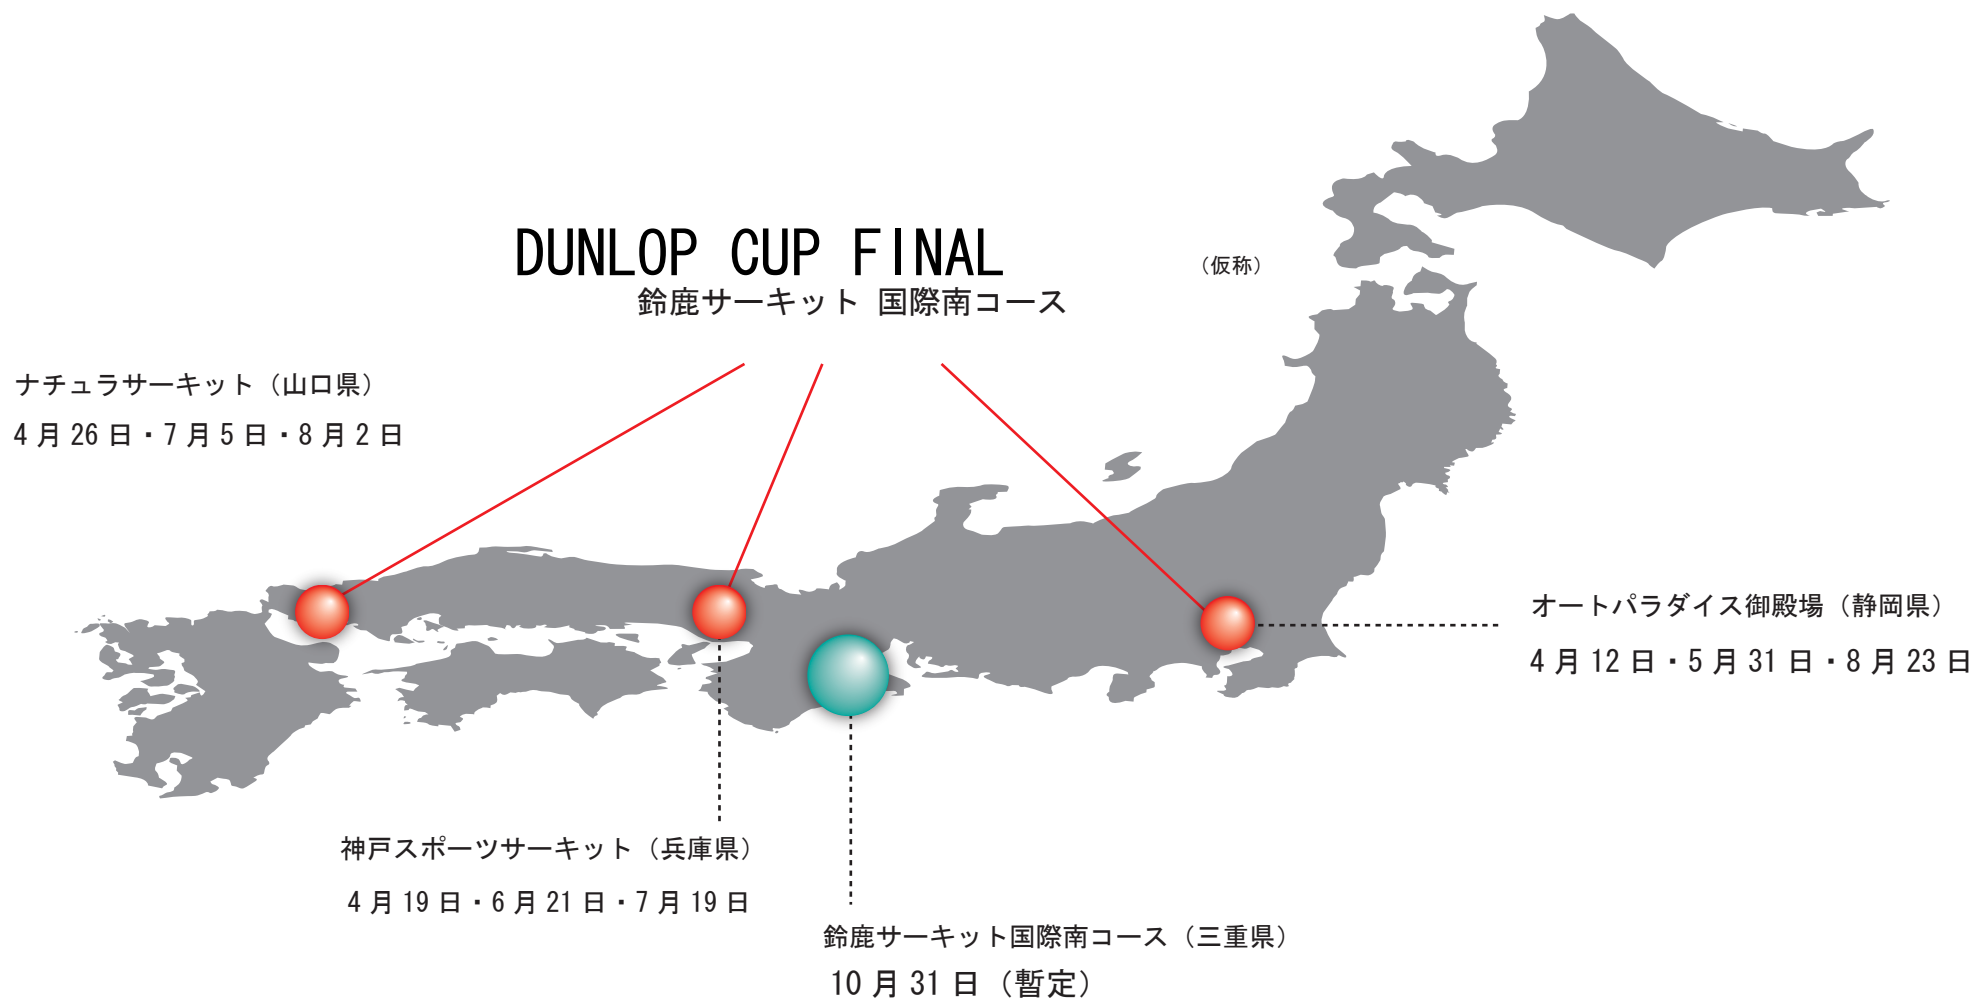 DUNLOP CUP FINAL
（仮称）
鈴鹿サーキット 国際南コース
ナチュラサーキット（山口県）
4月26日・7月5日・8月2日
オートパラダイス御殿場（静岡県）
4月12日・5月31日・8月23日
神戸スポーツサーキット（兵庫県）
4月19日・6月21日・7月19日
鈴鹿サーキット国際南コース（三重県）
10月31日（暫定）